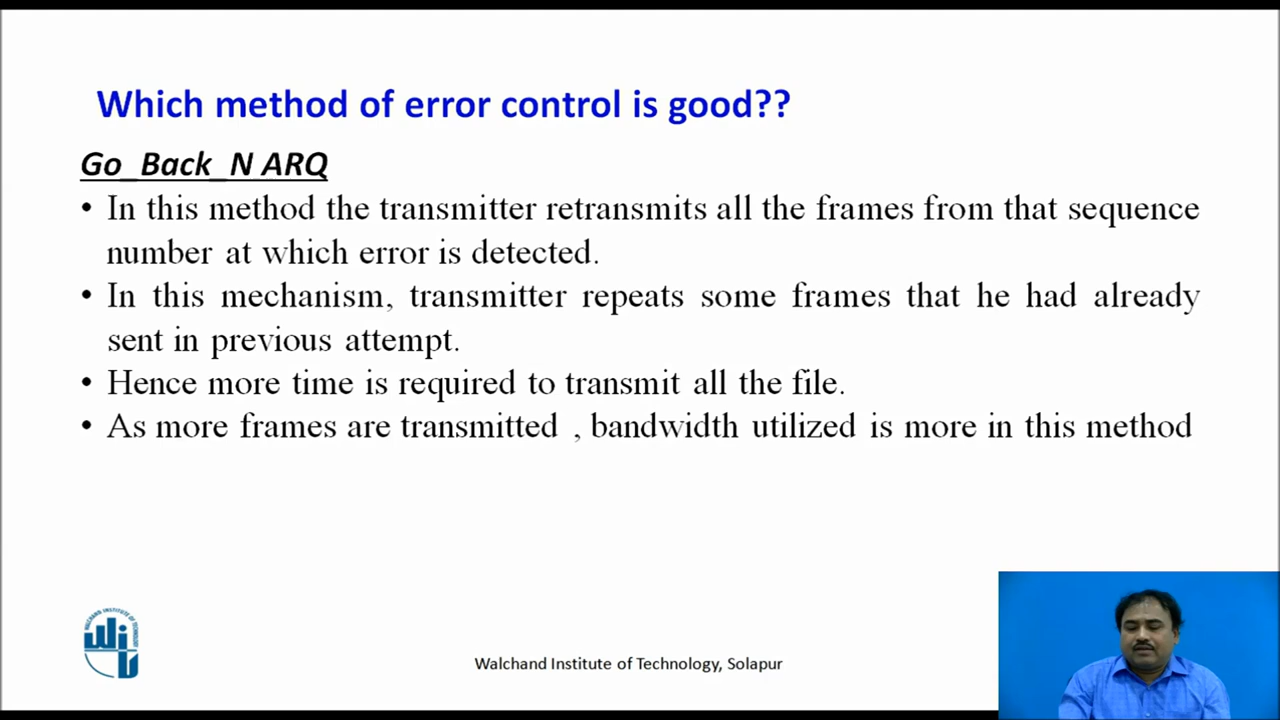 Which method of error control is good??
Go_Back_N ARQ
• In this method the transmitter retransmits all the frames from that sequence
number at which error is detected.
• In this mechanism, transmitter repeats some frames that he had already
sent in previous attempt.
• Hence more time is required to transmit all the file.
• As more frames are transmitted , bandwidth utilized is more in this method
Walchand Institute of Technology, Solapur